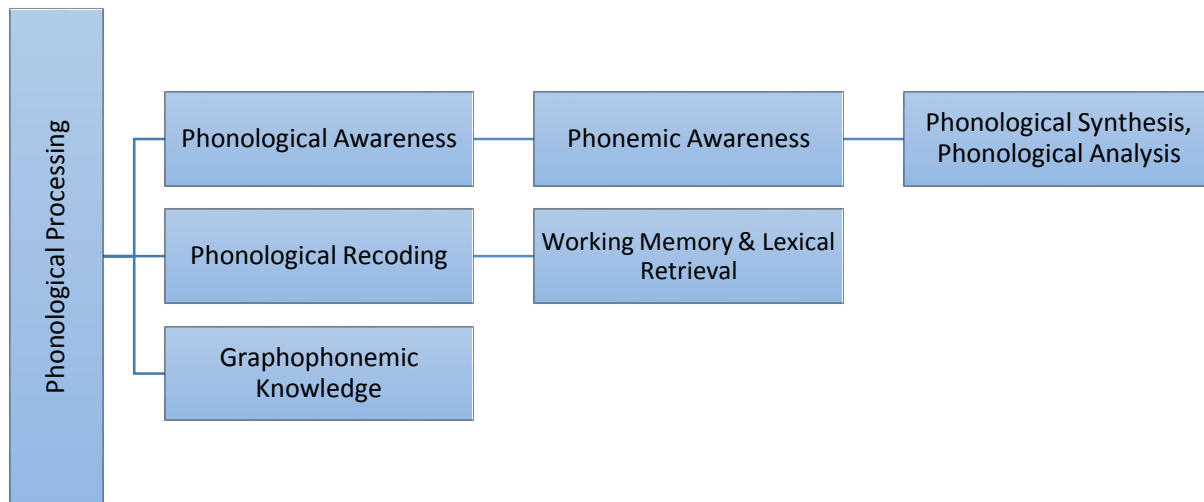 Phonological Processing
Phonological Awareness
Phonemic Awareness
Phonological Synthesis,
Phonological Analysis
Phonological Recoding
Working Memory & Lexical
Retrieval
Graphophonemic
Knowledge